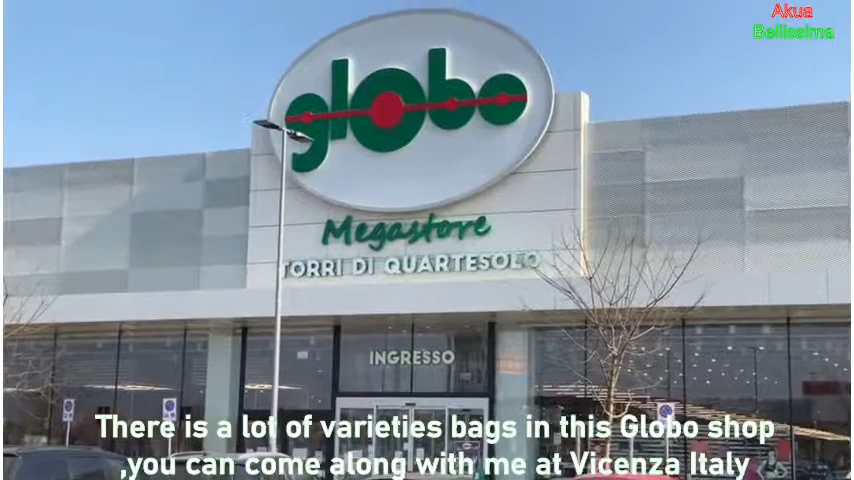 Akua
Bellissima
globo
Megastore
TORRI DI QUARTESOLO
INGRESSO
There is a lot of varieties bags in this Globo shop
,you can come along with me at Vicenza Italy